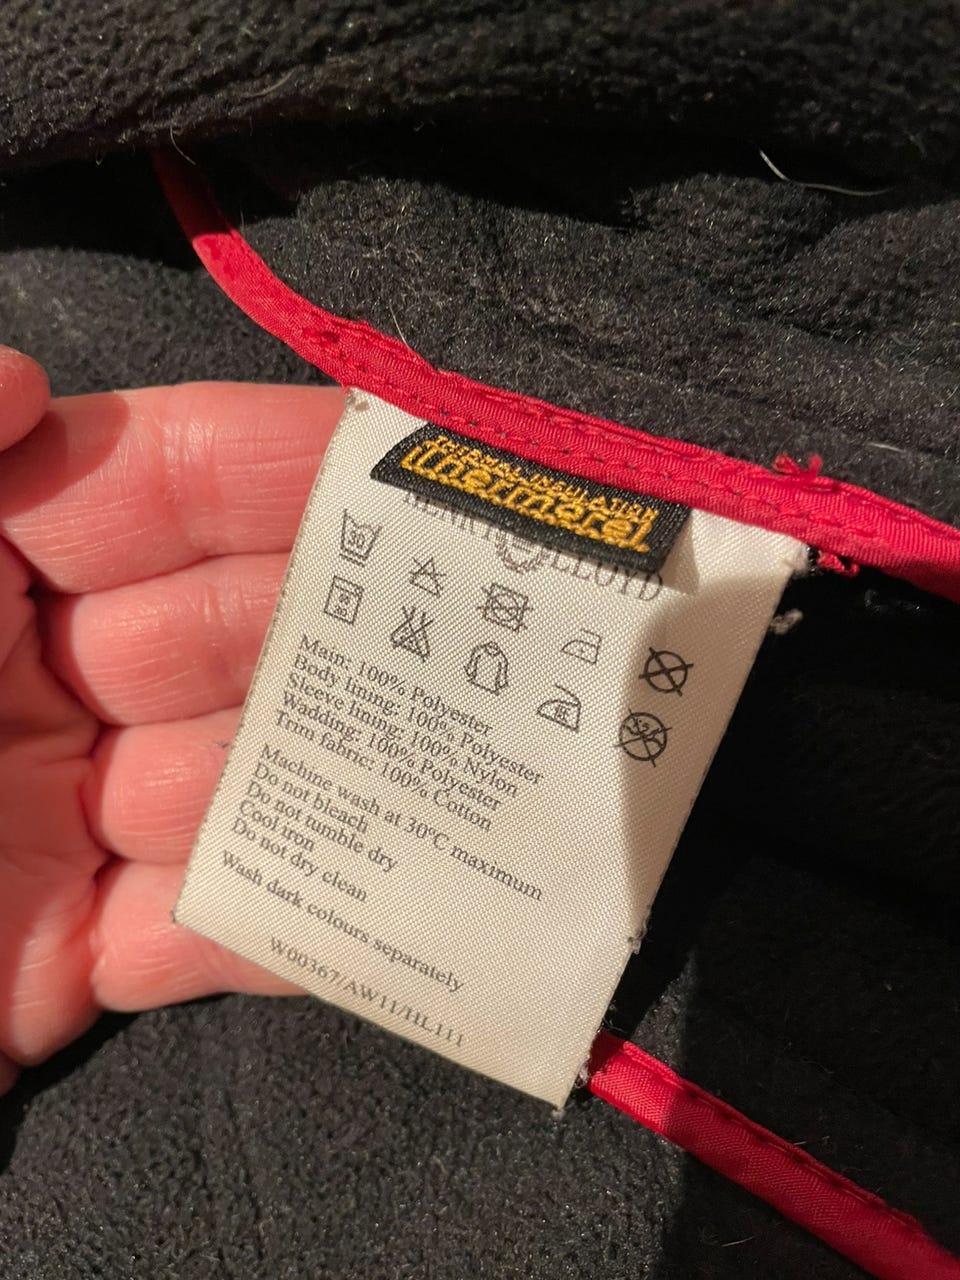 THERMAL INSULATION
thermore
LLOYD
30
Main: 100% Polyester
Body lining: 100% Polyester
Sleeve lining: 100% Nylon
Wadding: 100% Polyester
Trim fabric: 100% Cotton
Machine wash at 30°C maximum
Do not bleach
Do not tumble dry
Cool iron
Do not dry clean
Wash dark colours separately
W00367/AW11/HL111